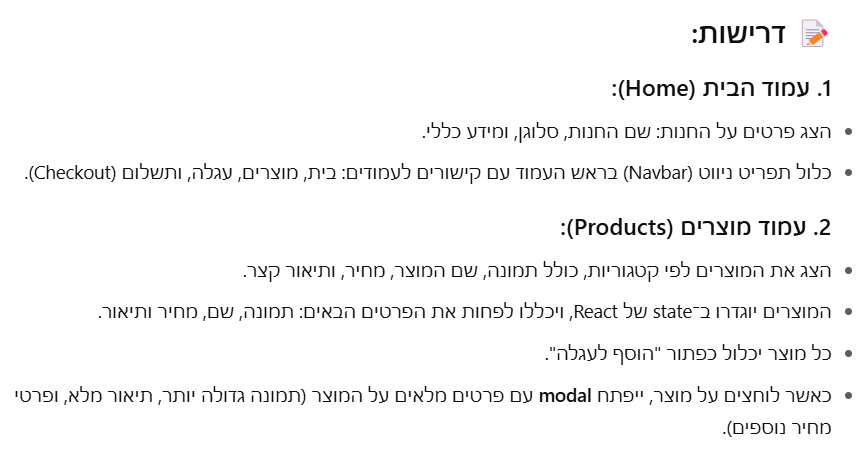 📝 דרישות:
1. עמוד הבית (Home):
• הצג פרטים על החנות: שם החנות, סלוגן, ומידע כללי.
• כלול תפריט ניווט (Navbar) בראש העמוד עם קישורים לעמודים: בית, מוצרים, עגלה, ותשלום (Checkout).
2. עמוד מוצרים (Products):
• הצג את המוצרים לפי קטגוריות, כולל תמונה, שם המוצר, מחיר, ותיאור קצר.
• המוצרים יוגדרו ב־state של React, ויכללו לפחות את הפרטים הבאים: תמונה, שם, מחיר ותיאור.
• כל מוצר יכלול כפתור "הוסף לעגלה".
• כאשר לוחצים על מוצר, ייפתח modal עם פרטים מלאים על המוצר (תמונה גדולה יותר, תיאור מלא, ופרטי
מחיר נוספים).